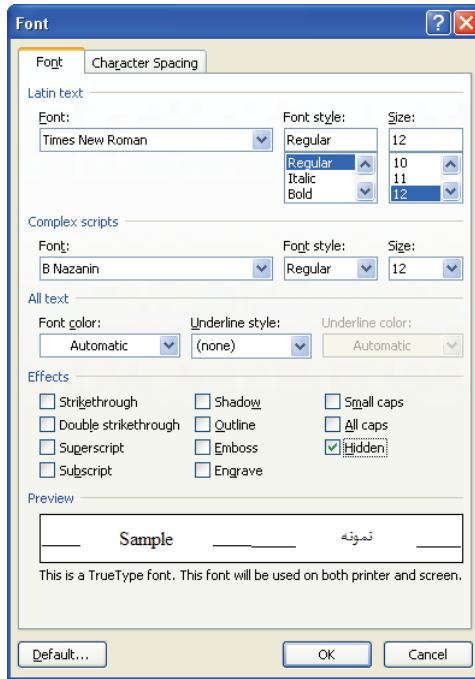 Font
Font Character Spacing
Latin text
Font: Font style: Size:
Times New Roman Regular 12
Regular 10
Italic 11
Bold 12
Complex scripts
Font: Font style: Size:
B Nazanin Regular 12
All text
Font color: Underline style: Underline color:
Automatic (none) Automatic
Effects
Strikethrough Shadow Small caps
Double strikethrough Outline All caps
Superscript Emboss Hidden
Subscript Engrave
Preview
Sample نمونه
This is a TrueType font. This font will be used on both printer and screen.
Default... OK Cancel